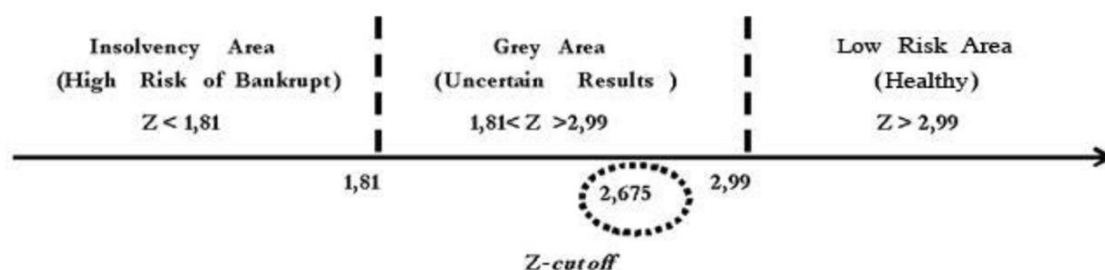 Insolvency Area
(High Risk of Bankrupt)
Z < 1,81
Grey Area
(Uncertain Results)
1,81< Z >2,99
Low Risk Area
(Healthy)
Z > 2,99
1,81
2,675
2,99
Z-cutoff